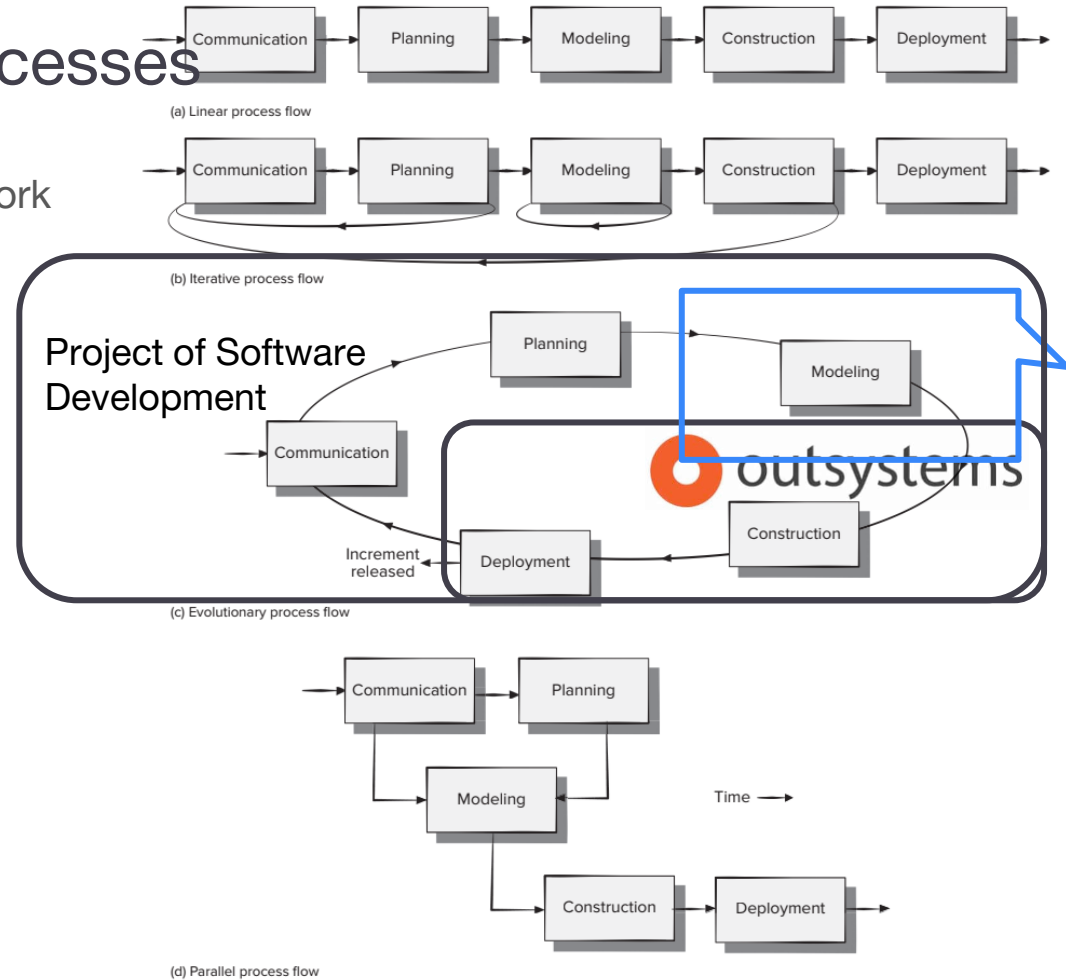 cesses
ork
Communication
Planning
Modeling
Construction
Deployment
(a) Linear process flow
Communication
Planning
Modeling
Construction
Deployment
(b) Iterative process flow
Project of Software
Development
Planning
Modeling
Communication
outsystems
Construction
Increment
released
Deployment
(c) Evolutionary process flow
Communication
Planning
Modeling
Time
Construction
Deployment
(d) Parallel process flow